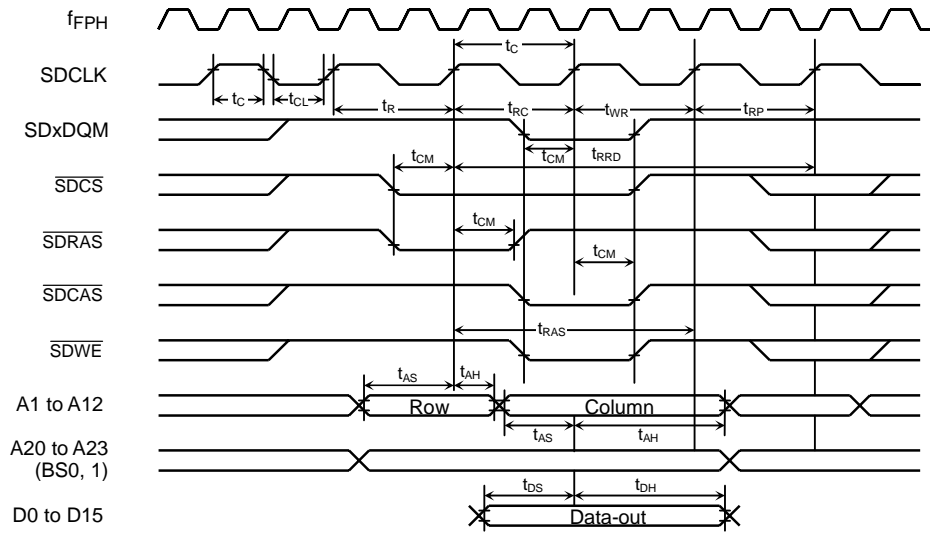 fFPH
tC
SDCLK
tC tCL tR tRC tWR tRP
SDxDQM
tCM tCM tRRD
SDCS
tCM
SDRAS
tCM
SDCAS
tRAS
SDWE
tAS tAH
A1 to A12 Row Column
tAS tAH
A20 to A23
(BS0, 1)
tDS tDH
D0 to D15 Data-out